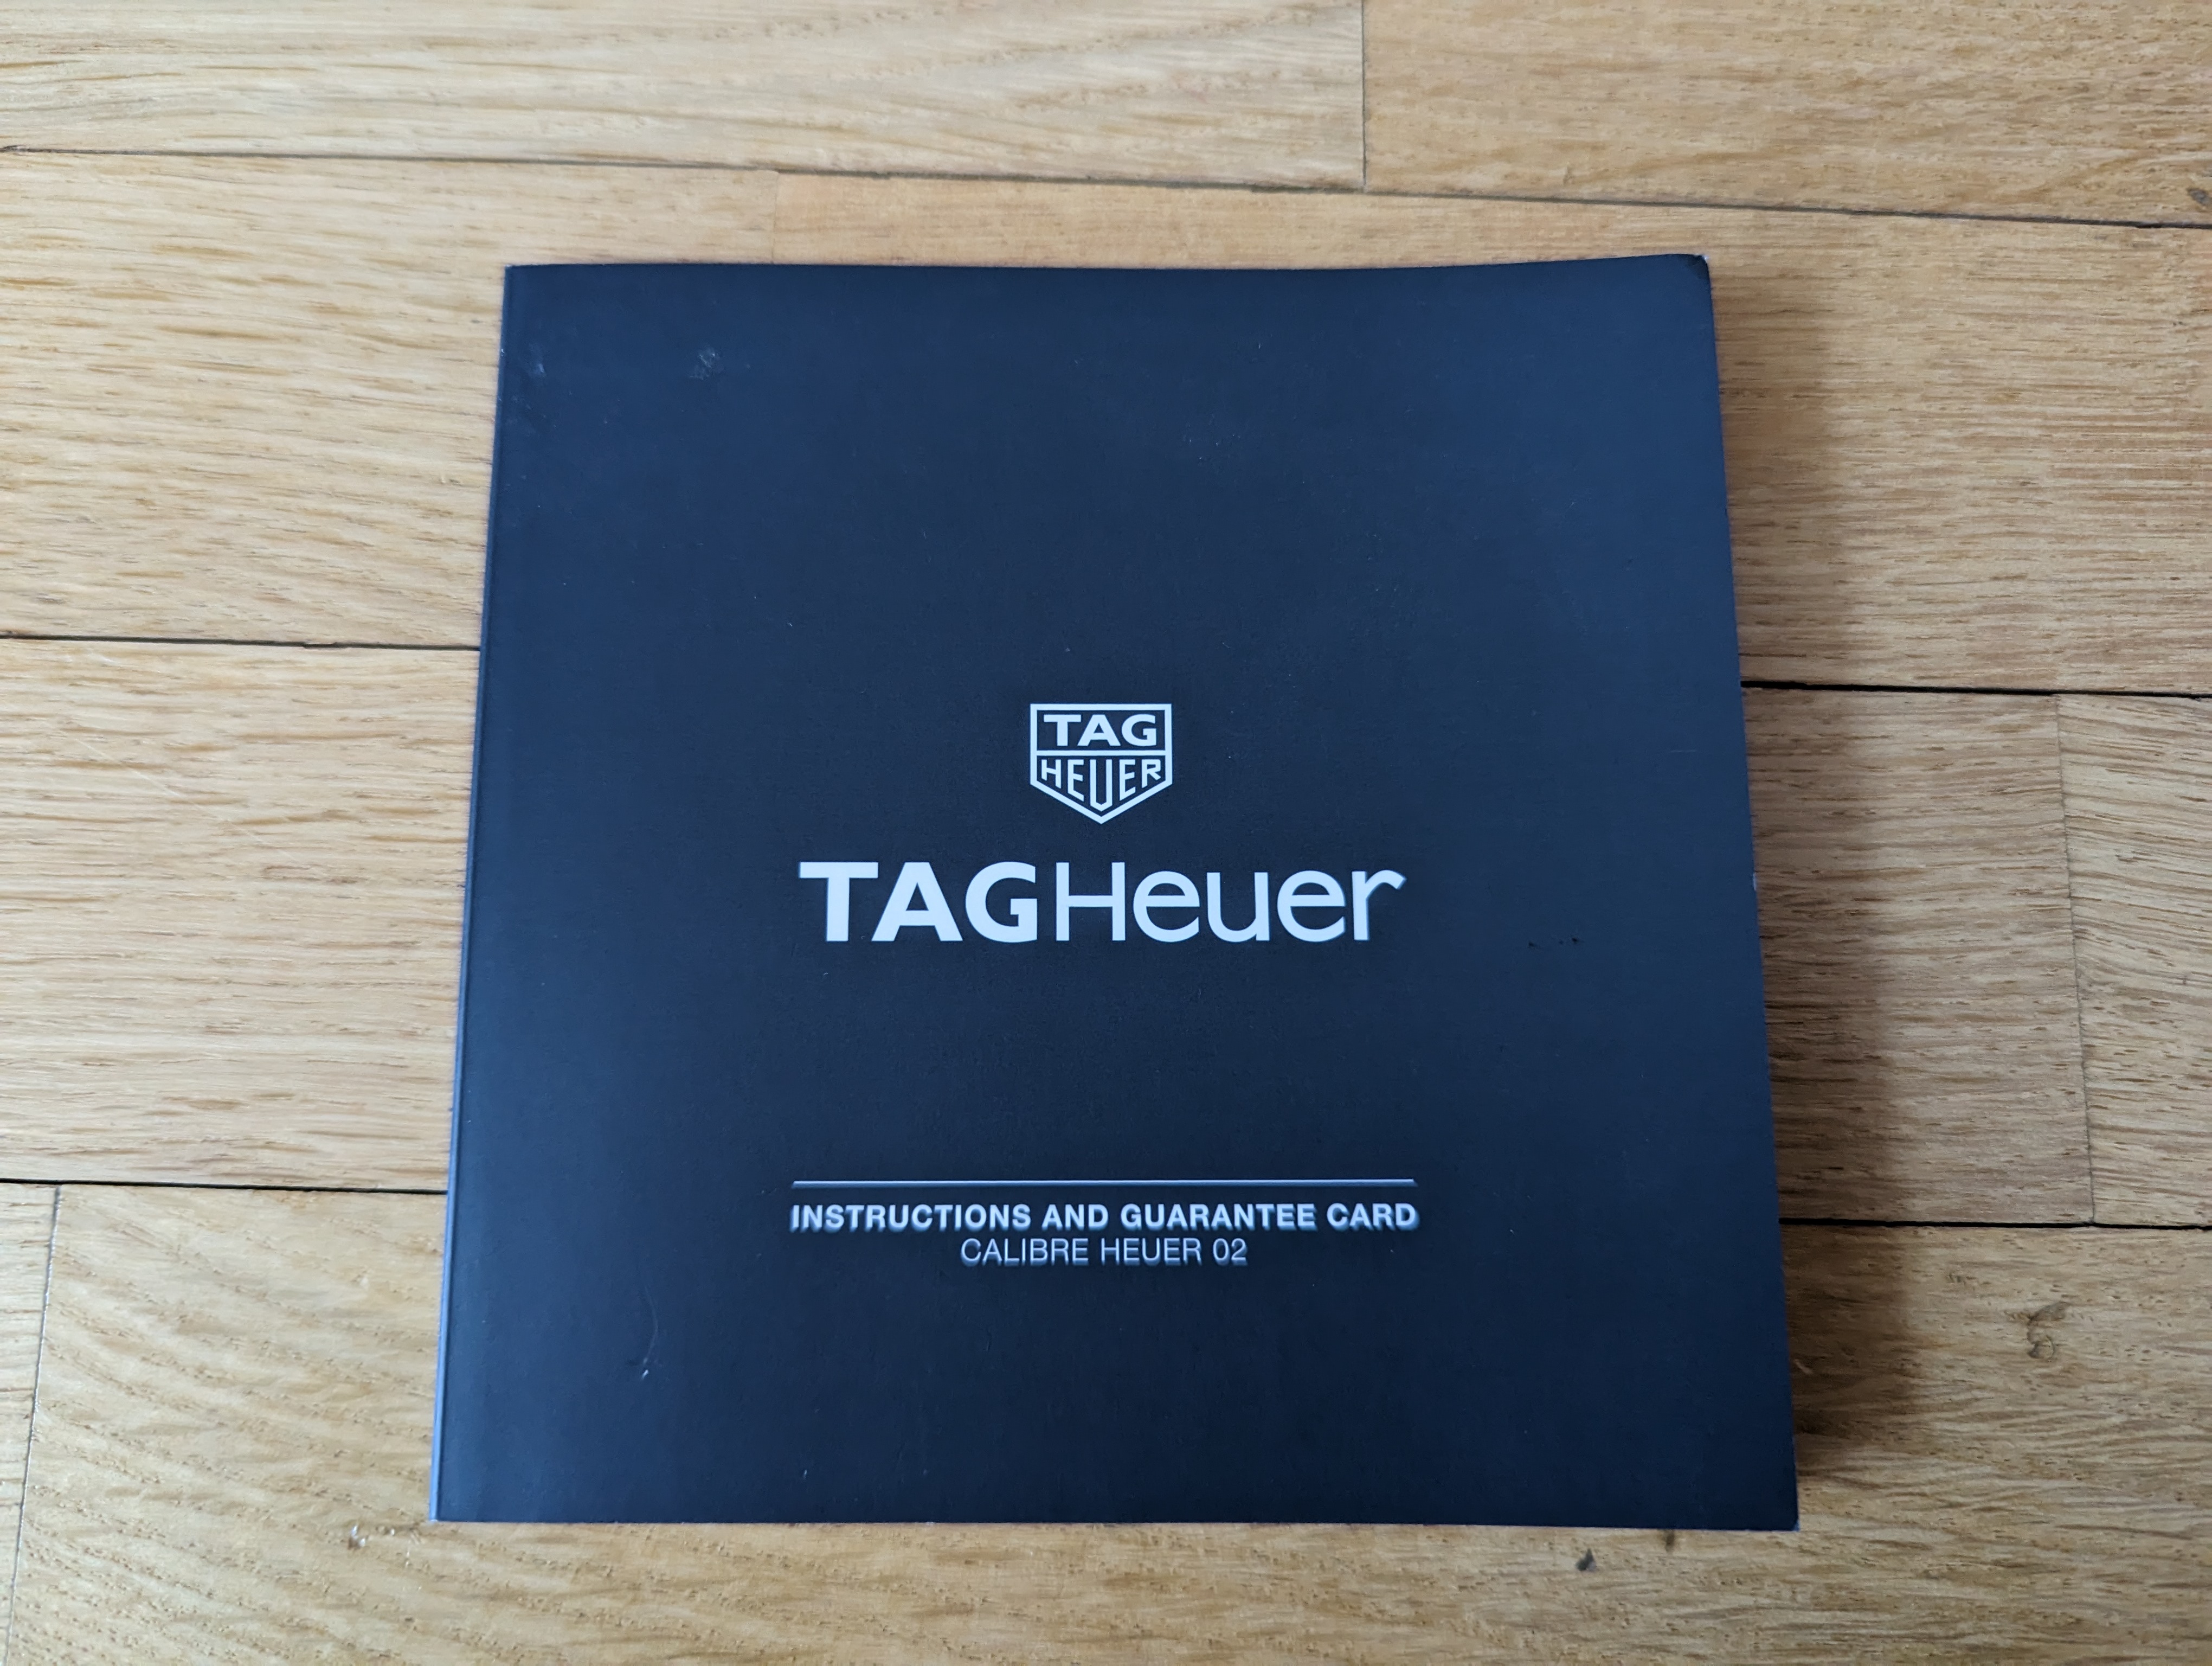 TAG
HEUER
TAGHeuer
INSTRUCTIONS AND GUARANTEE CARD
CALIBRE HEUER 02